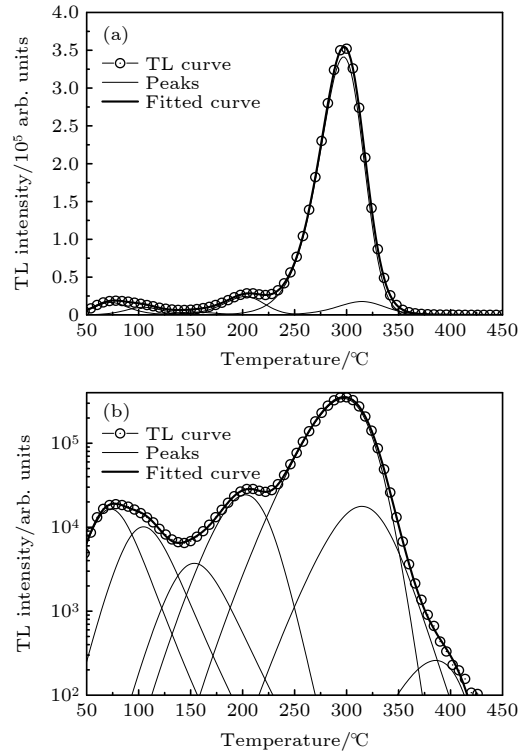 (a)
TL curve
Peaks
Fitted curve
TL intensity/10⁵ arb. units
4.0
3.5
3.0
2.5
2.0
1.5
1.0
0.5
0
50 100 150 200 250 300 350 400 450
Temperature/℃
(b)
TL curve
Peaks
Fitted curve
TL intensity/arb. units
10⁵
10⁴
10³
10²
50 100 150 200 250 300 350 400 450
Temperature/℃